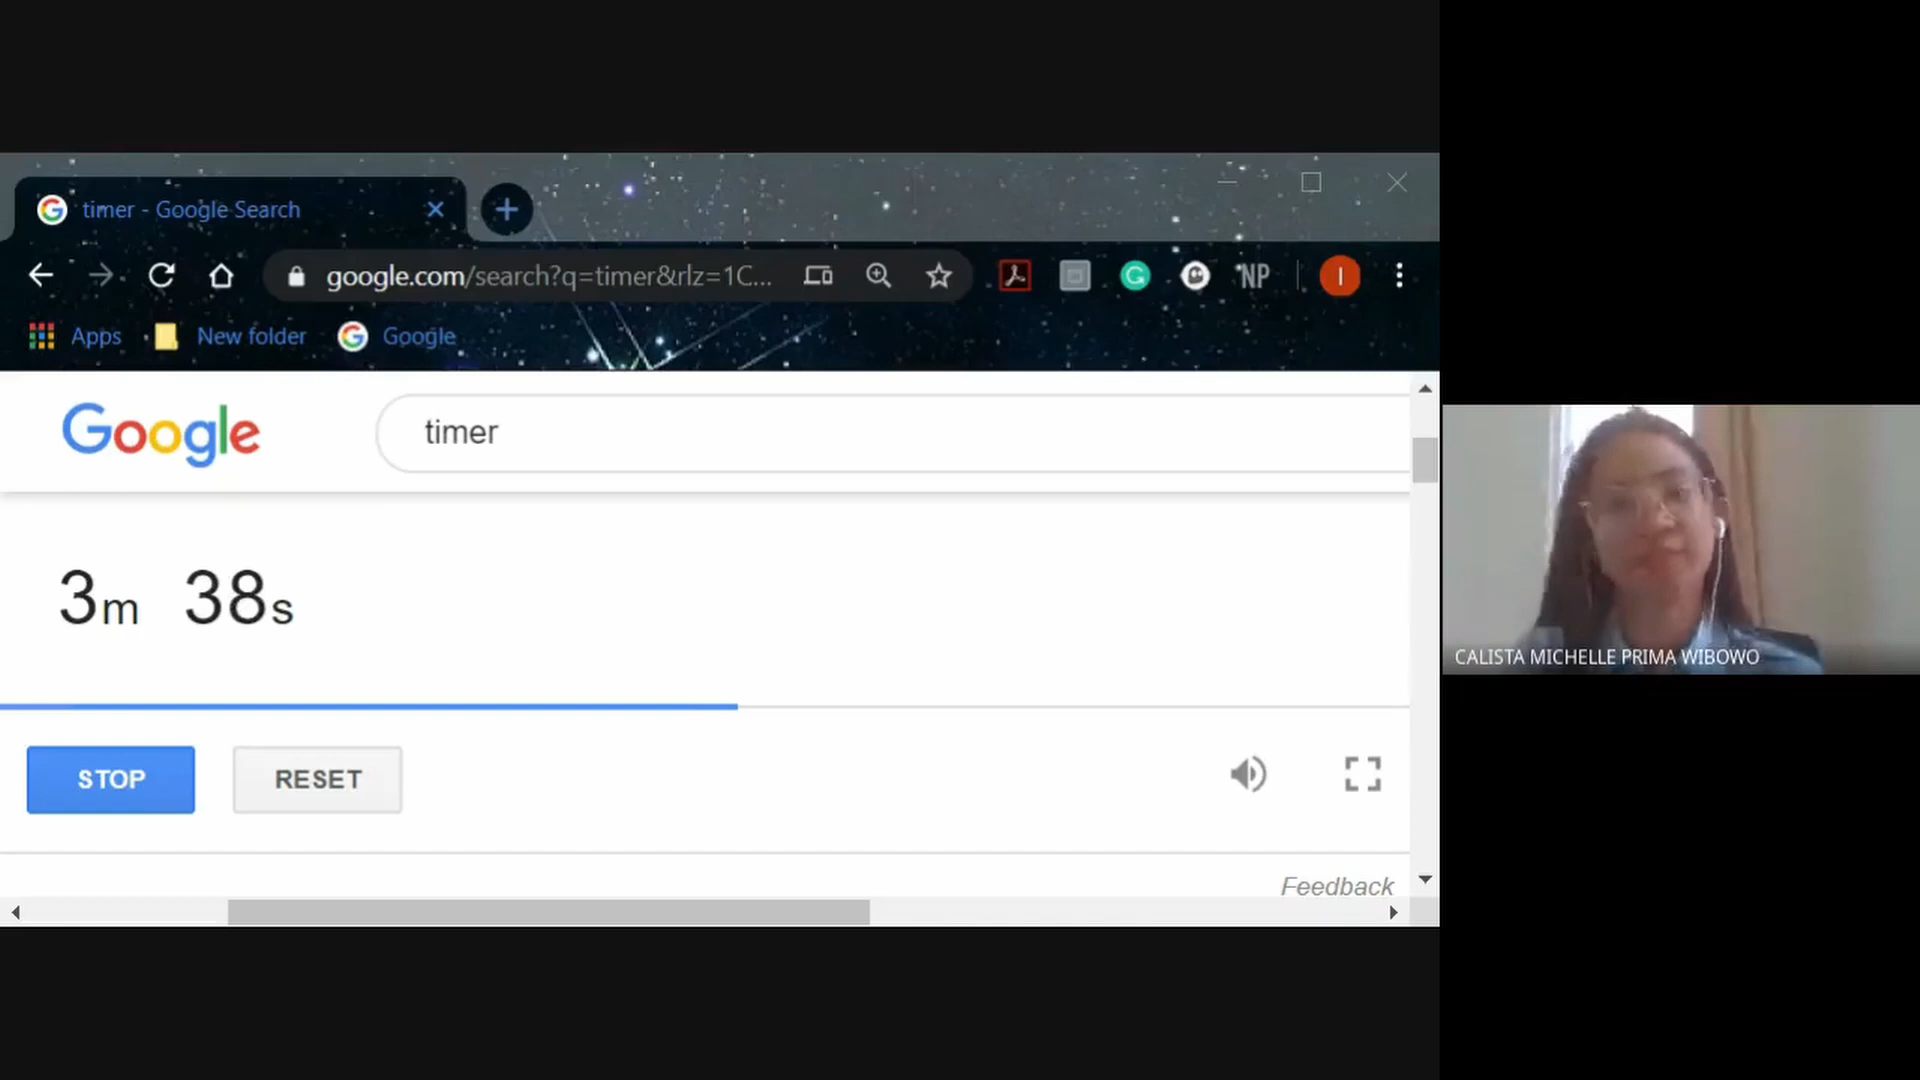 timer - Google Search
google.com/search?q=timer&rlz=1C...
NP
I
Apps
New folder
Google
Google
timer
3m 38s
STOP
RESET
Feedback
CALISTA MICHELLE PRIMA WIBOWO